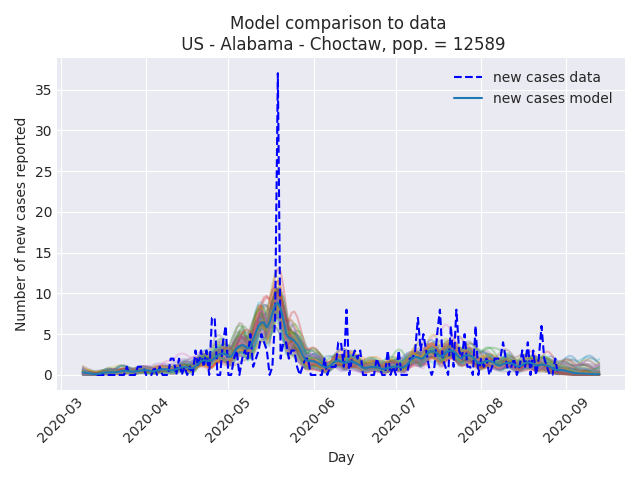 Model comparison to data
US - Alabama - Choctaw, pop. = 12589
new cases data
new cases model
Number of new cases reported
35
30
25
20
15
10
5
0
2020-03
2020-04
2020-05
2020-06
2020-07
2020-08
2020-09
Day